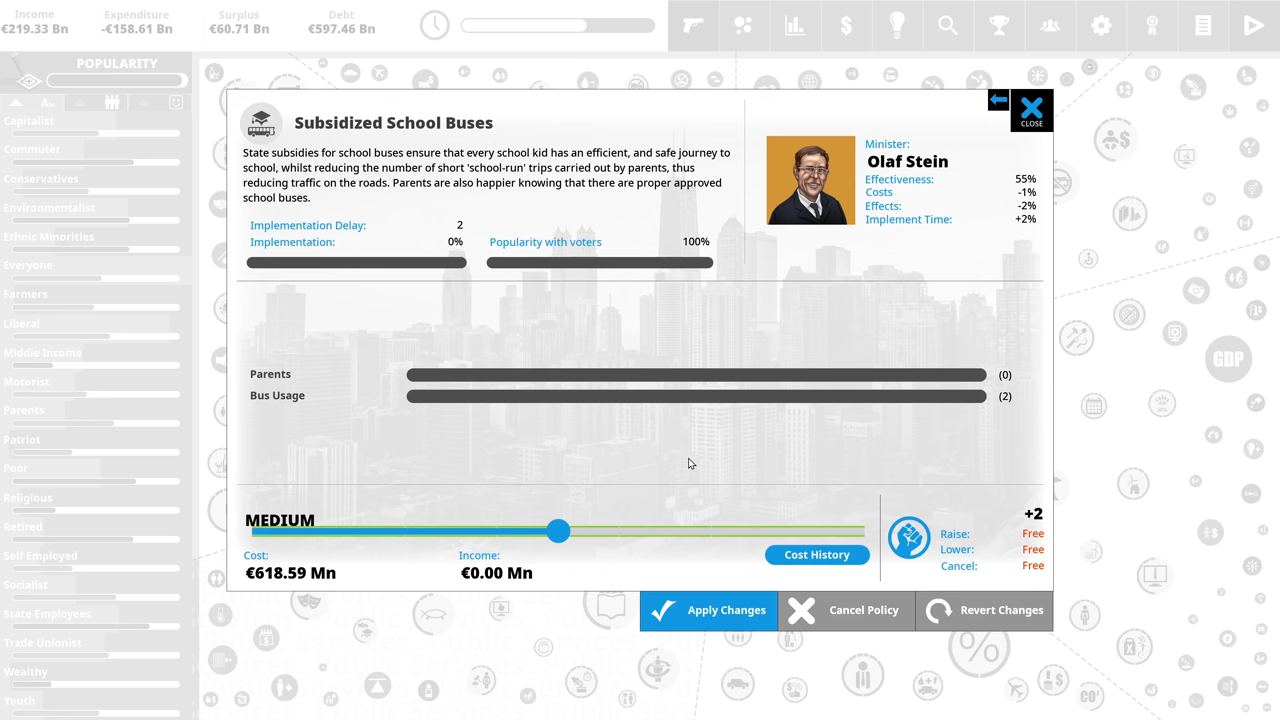 Income
€219.33 Bn
Expenditure
-€158.61 Bn
Surplus
€60.71 Bn
Debt
€597.46 Bn
POPULARITY
Capitalist
Commuter
Conservatives
Environmentalist
Ethnic Minorities
Everyone
Farmers
Liberal
Middle Income
Motorist
Parents
Patriot
Poor
Religious
Retired
Self Employed
Socialist
State Employees
Trade Unionist
Wealthy
Youth
Subsidized School Buses
State subsidies for school buses ensure that every school kid has an efficient, and safe journey to
school, whilst reducing the number of short 'school-run' trips carried out by parents, thus
reducing traffic on the roads. Parents are also happier knowing that there are proper approved
school buses.
Implementation Delay: 2
Implementation: 0%
Popularity with voters 100%
CLOSE
Minister:
Olaf Stein
Effectiveness: 55%
Costs -1%
Effects: -2%
Implement Time: +2%
Parents (0)
Bus Usage (2)
MEDIUM
Cost:
€618.59 Mn
Income:
€0.00 Mn
Cost History
+2
Raise: Free
Lower: Free
Cancel: Free
Apply Changes
Cancel Policy
Revert Changes
GDP
Public Services